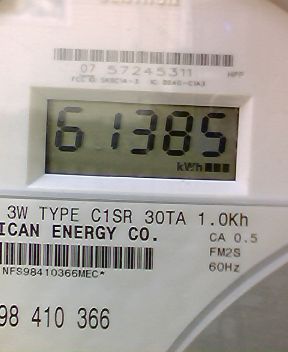 07 57245311 HPP
61385
kWh
3W TYPE C1SR 30TA 1.0Kh
ICAN ENERGY CO.
CA 0.5
FM2S
NFS98410366MEC*
60Hz
98 410 366